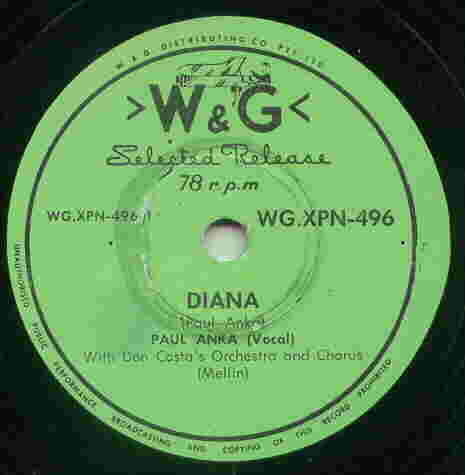 W. & G. DISTRIBUTING CO. PTY. LTD.
>W&G<
Selected Release
78 r.p.m
WG.XPN-496/1
WG.XPN-496
DIANA
(Paul Anka)
PAUL ANKA (Vocal)
With Don Costa's Orchestra and Chorus
(Mellin)
UNAUTHORISED PUBLIC PERFORMANCE BROADCASTING AND COPYING OF THIS RECORD PROHIBITED